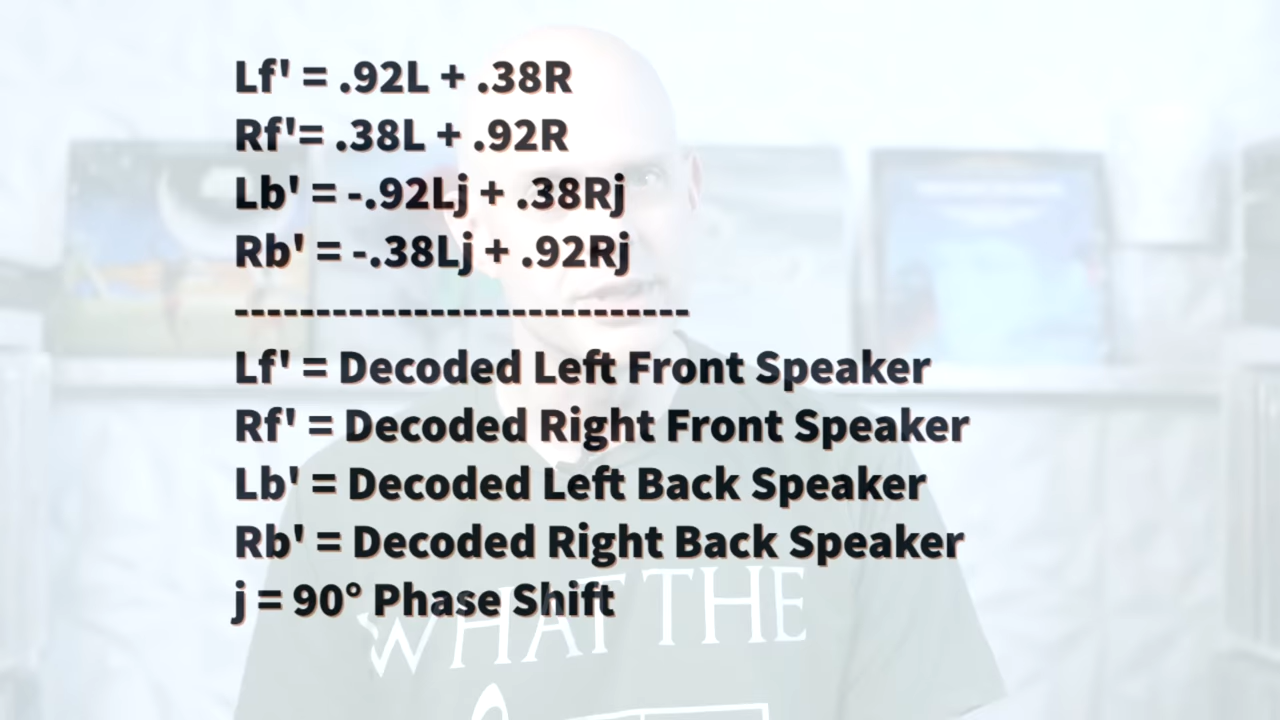 Lf' = .92L + .38R
Rf'= .38L + .92R
Lb' = -.92Lj + .38Rj
Rb' = -.38Lj + .92Rj
----------------------------
Lf' = Decoded Left Front Speaker
Rf' = Decoded Right Front Speaker
Lb' = Decoded Left Back Speaker
Rb' = Decoded Right Back Speaker
j = 90° Phase Shift
WHAT THE